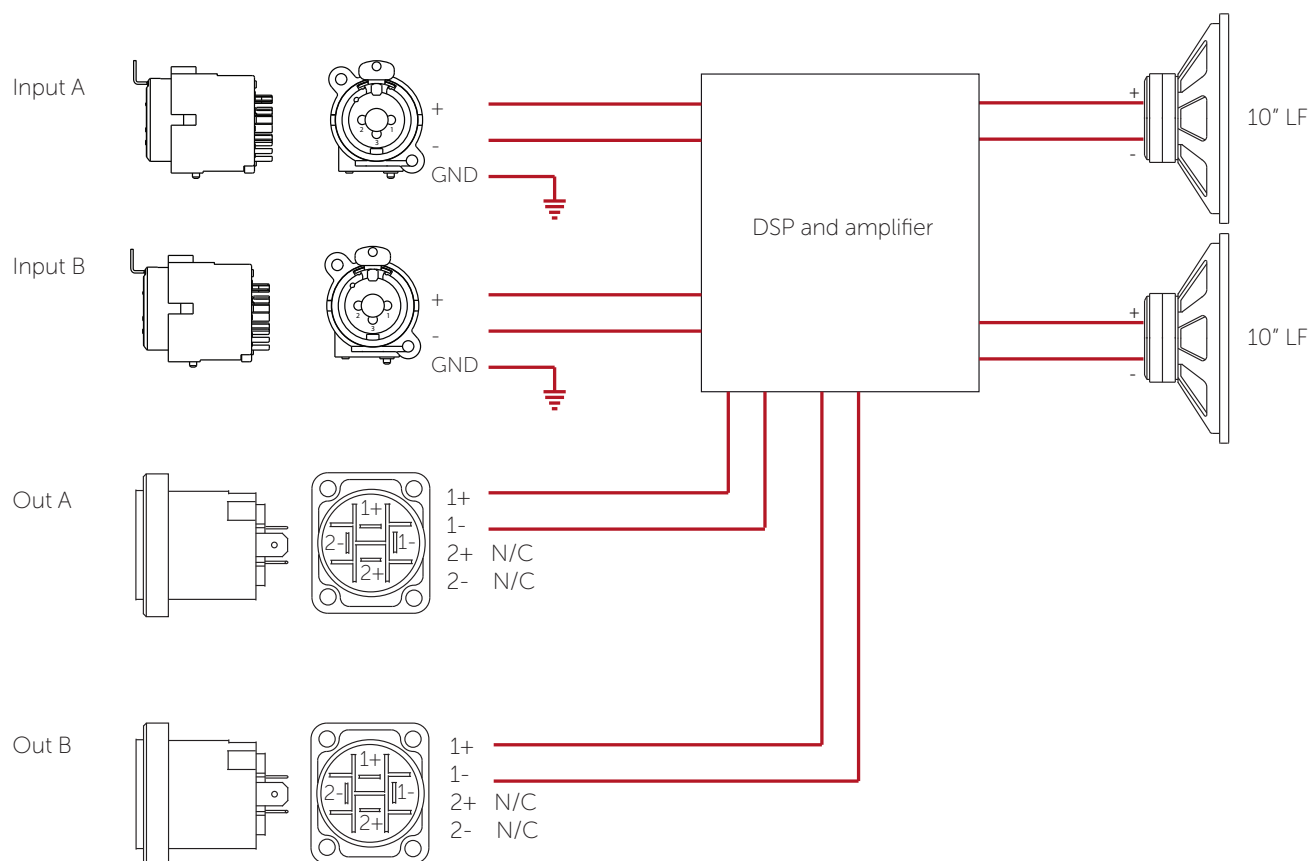 Input A
2 1
3
+
-
GND
DSP and amplifier
+
-
10” LF
Input B
2 1
3
+
-
GND
+
-
10” LF
Out A
1+
2- 1-
2+
1+
1-
2+ N/C
2- N/C
Out B
1+
2- 1-
2+
1+
1-
2+ N/C
2- N/C